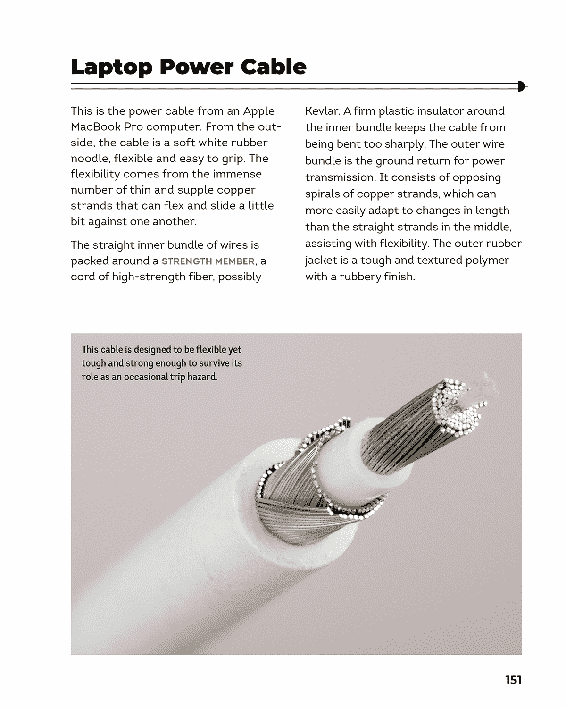 Laptop Power Cable
This is the power cable from an Apple
MacBook Pro computer. From the out-
side, the cable is a soft white rubber
noodle, flexible and easy to grip. The
flexibility comes from the immense
number of thin and supple copper
strands that can flex and slide a little
bit against one another.
The straight inner bundle of wires is
packed around a STRENGTH MEMBER, a
cord of high-strength fiber, possibly
Kevlar. A firm plastic insulator around
the inner bundle keeps the cable from
being bent too sharply. The outer wire
bundle is the ground return for power
transmission. It consists of opposing
spirals of copper strands, which can
more easily adapt to changes in length
than the straight strands in the middle,
assisting with flexibility. The outer rubber
jacket is a tough and textured polymer
with a rubbery finish.
This cable is designed to be flexible yet
tough and strong enough to survive its
role as an occasional trip hazard.
151